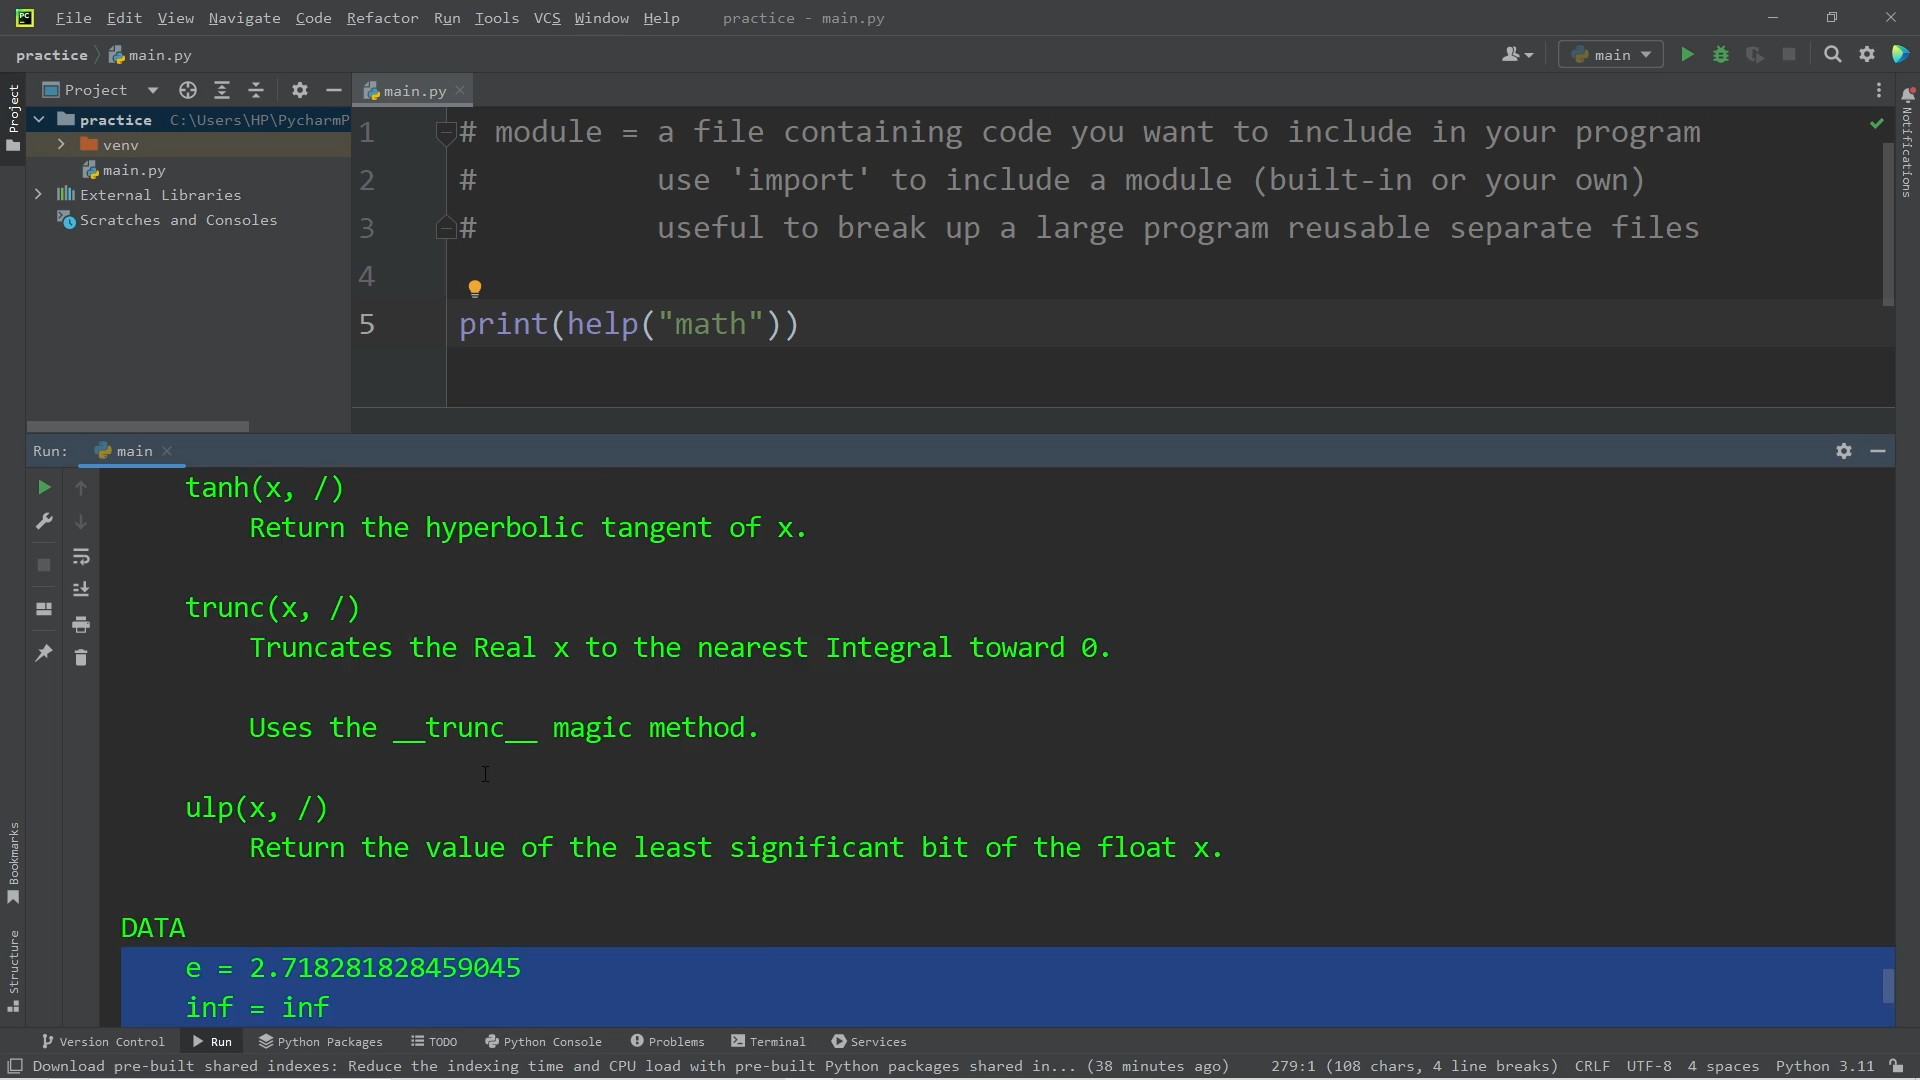 PC
File Edit View Navigate Code Refactor Run Tools VCS Window Help practice - main.py
practice main.py
main
Project main.py
Project
practice C:\Users\HP\PycharmP
venv
main.py
External Libraries
Scratches and Consoles
Notifications
1 # module = a file containing code you want to include in your program
2 # use 'import' to include a module (built-in or your own)
3 # useful to break up a large program reusable separate files
4
5 print(help("math"))
Run: main
tanh(x, /)
Return the hyperbolic tangent of x.
trunc(x, /)
Truncates the Real x to the nearest Integral toward 0.
Uses the __trunc__ magic method.
ulp(x, /)
Return the value of the least significant bit of the float x.
DATA
e = 2.718281828459045
inf = inf
Bookmarks
Structure
Version Control Run Python Packages TODO Python Console Problems Terminal Services
Download pre-built shared indexes: Reduce the indexing time and CPU load with pre-built Python packages shared in... (38 minutes ago) 279:1 (108 chars, 4 line breaks) CRLF UTF-8 4 spaces Python 3.11